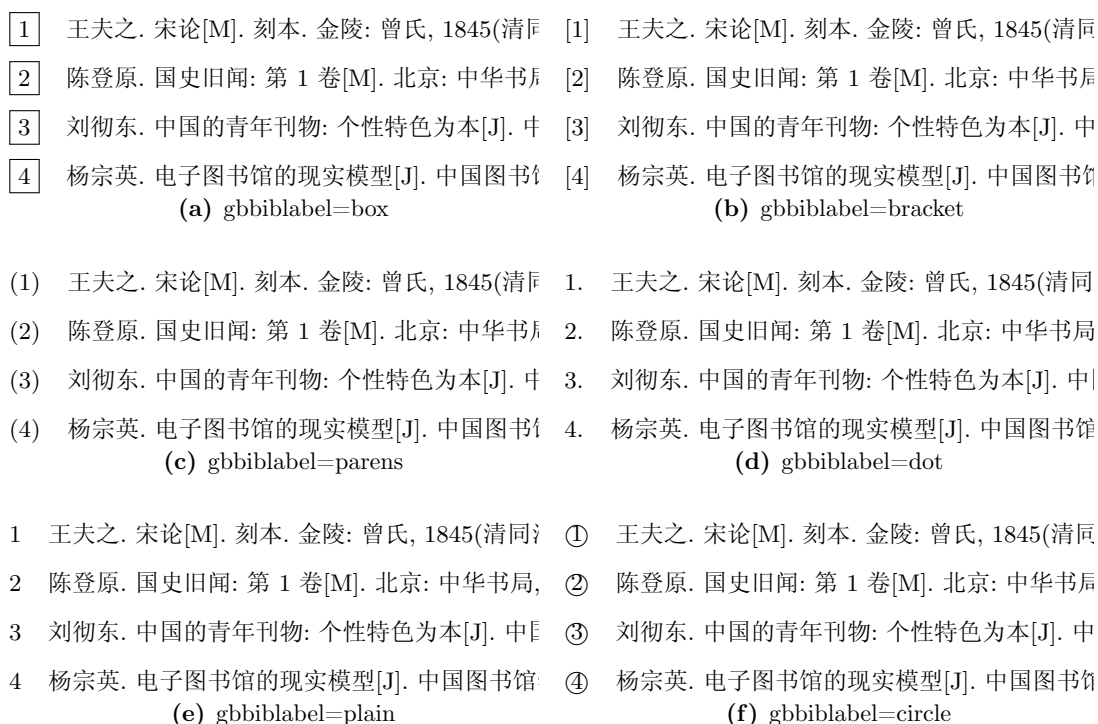 1 王夫之. 宋论[M]. 刻本. 金陵: 曾氏, 1845(清
2 陈登原. 国史旧闻: 第 1 卷[M]. 北京: 中华书
3 刘彻东. 中国的青年刊物: 个性特色为本[J]. 中
4 杨宗英. 电子图书馆的现实模型[J]. 中国图书
(a) gbbiblabel=box
[1] 王夫之. 宋论[M]. 刻本. 金陵: 曾氏, 1845(清同
[2] 陈登原. 国史旧闻: 第 1 卷[M]. 北京: 中华书局
[3] 刘彻东. 中国的青年刊物: 个性特色为本[J]. 中
[4] 杨宗英. 电子图书馆的现实模型[J]. 中国图书馆
(b) gbbiblabel=bracket
(1) 王夫之. 宋论[M]. 刻本. 金陵: 曾氏, 1845(清
(2) 陈登原. 国史旧闻: 第 1 卷[M]. 北京: 中华书
(3) 刘彻东. 中国的青年刊物: 个性特色为本[J]. 中
(4) 杨宗英. 电子图书馆的现实模型[J]. 中国图书
(c) gbbiblabel=parens
1. 王夫之. 宋论[M]. 刻本. 金陵: 曾氏, 1845(清同
2. 陈登原. 国史旧闻: 第 1 卷[M]. 北京: 中华书局
3. 刘彻东. 中国的青年刊物: 个性特色为本[J]. 中
4. 杨宗英. 电子图书馆的现实模型[J]. 中国图书馆
(d) gbbiblabel=dot
1 王夫之. 宋论[M]. 刻本. 金陵: 曾氏, 1845(清同
2 陈登原. 国史旧闻: 第 1 卷[M]. 北京: 中华书局,
3 刘彻东. 中国的青年刊物: 个性特色为本[J]. 中
4 杨宗英. 电子图书馆的现实模型[J]. 中国图书馆
(e) gbbiblabel=plain
① 王夫之. 宋论[M]. 刻本. 金陵: 曾氏, 1845(清同
② 陈登原. 国史旧闻: 第 1 卷[M]. 北京: 中华书局
③ 刘彻东. 中国的青年刊物: 个性特色为本[J]. 中
④ 杨宗英. 电子图书馆的现实模型[J]. 中国图书馆
(f) gbbiblabel=circle